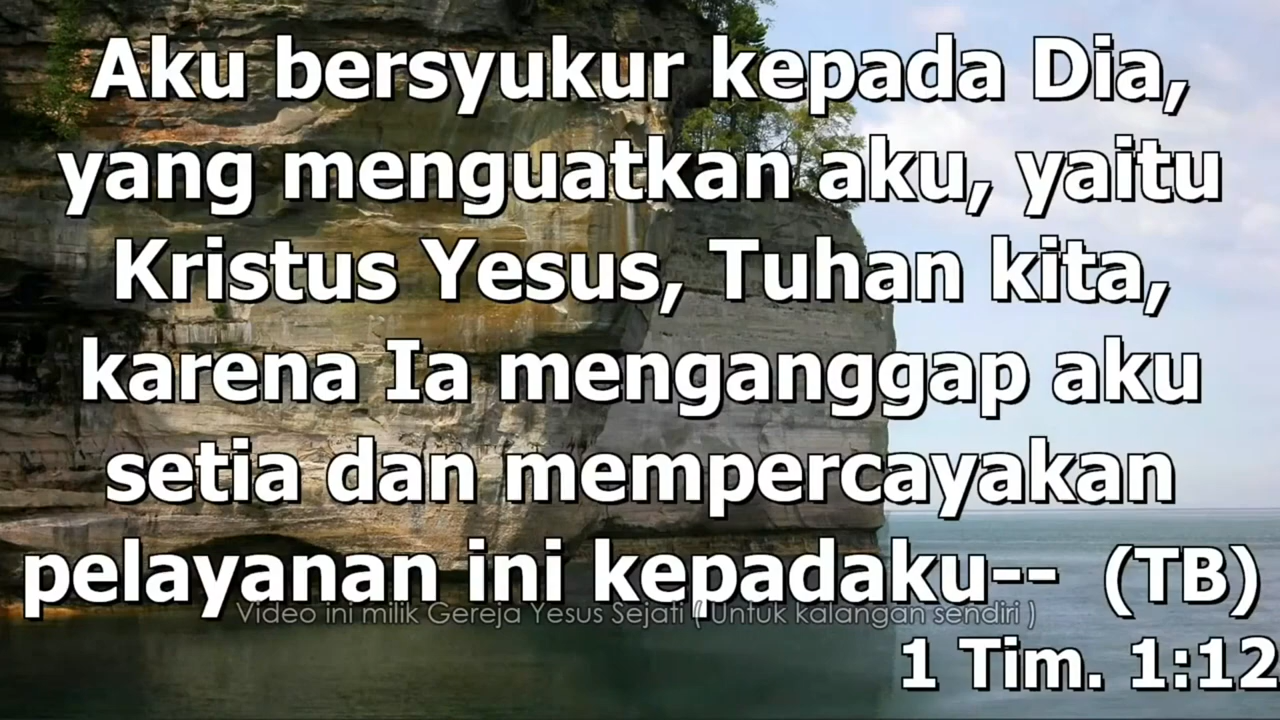 Aku bersyukur kepada Dia,
yang menguatkan aku, yaitu
Kristus Yesus, Tuhan kita,
karena Ia menganggap aku
setia dan mempercayakan
pelayanan ini kepadaku-- (TB)
Video ini milik Gereja Yesus Sejati ( Untuk kalangan sendiri )
1 Tim. 1:12